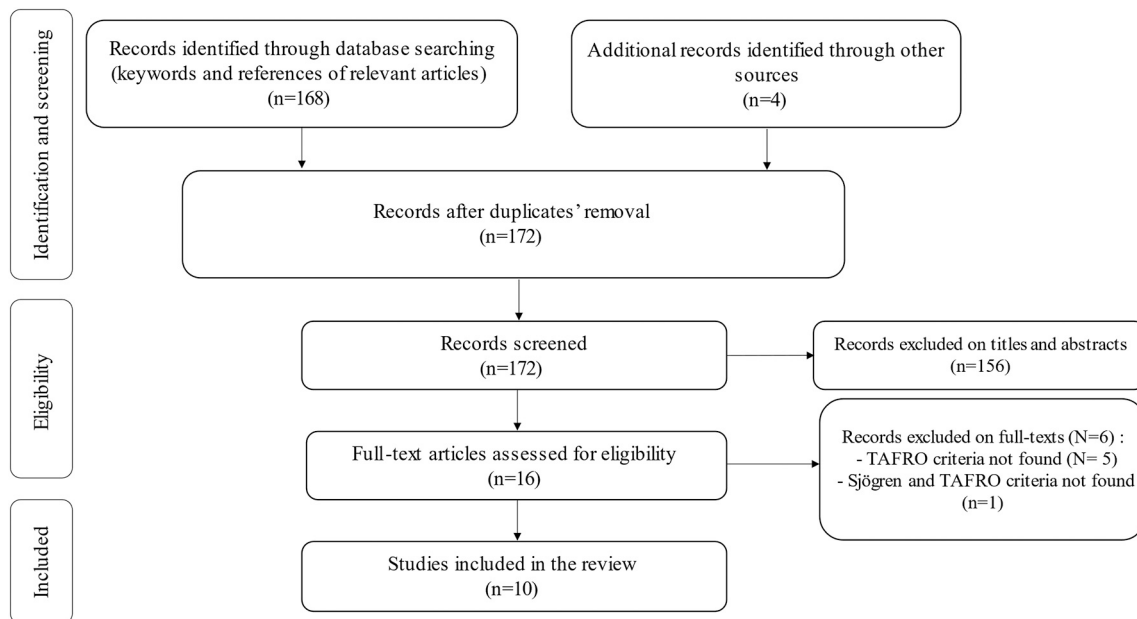 Identification and screening
Records identified through database searching
(keywords and references of relevant articles)
(n=168)
Additional records identified through other
sources
(n=4)
Records after duplicates’ removal
(n=172)
Eligibility
Records screened
(n=172)
Records excluded on titles and abstracts
(n=156)
Full-text articles assessed for eligibility
(n=16)
Records excluded on full-texts (N=6) :
- TAFRO criteria not found (N= 5)
- Sjögren and TAFRO criteria not found
(n=1)
Included
Studies included in the review
(n=10)